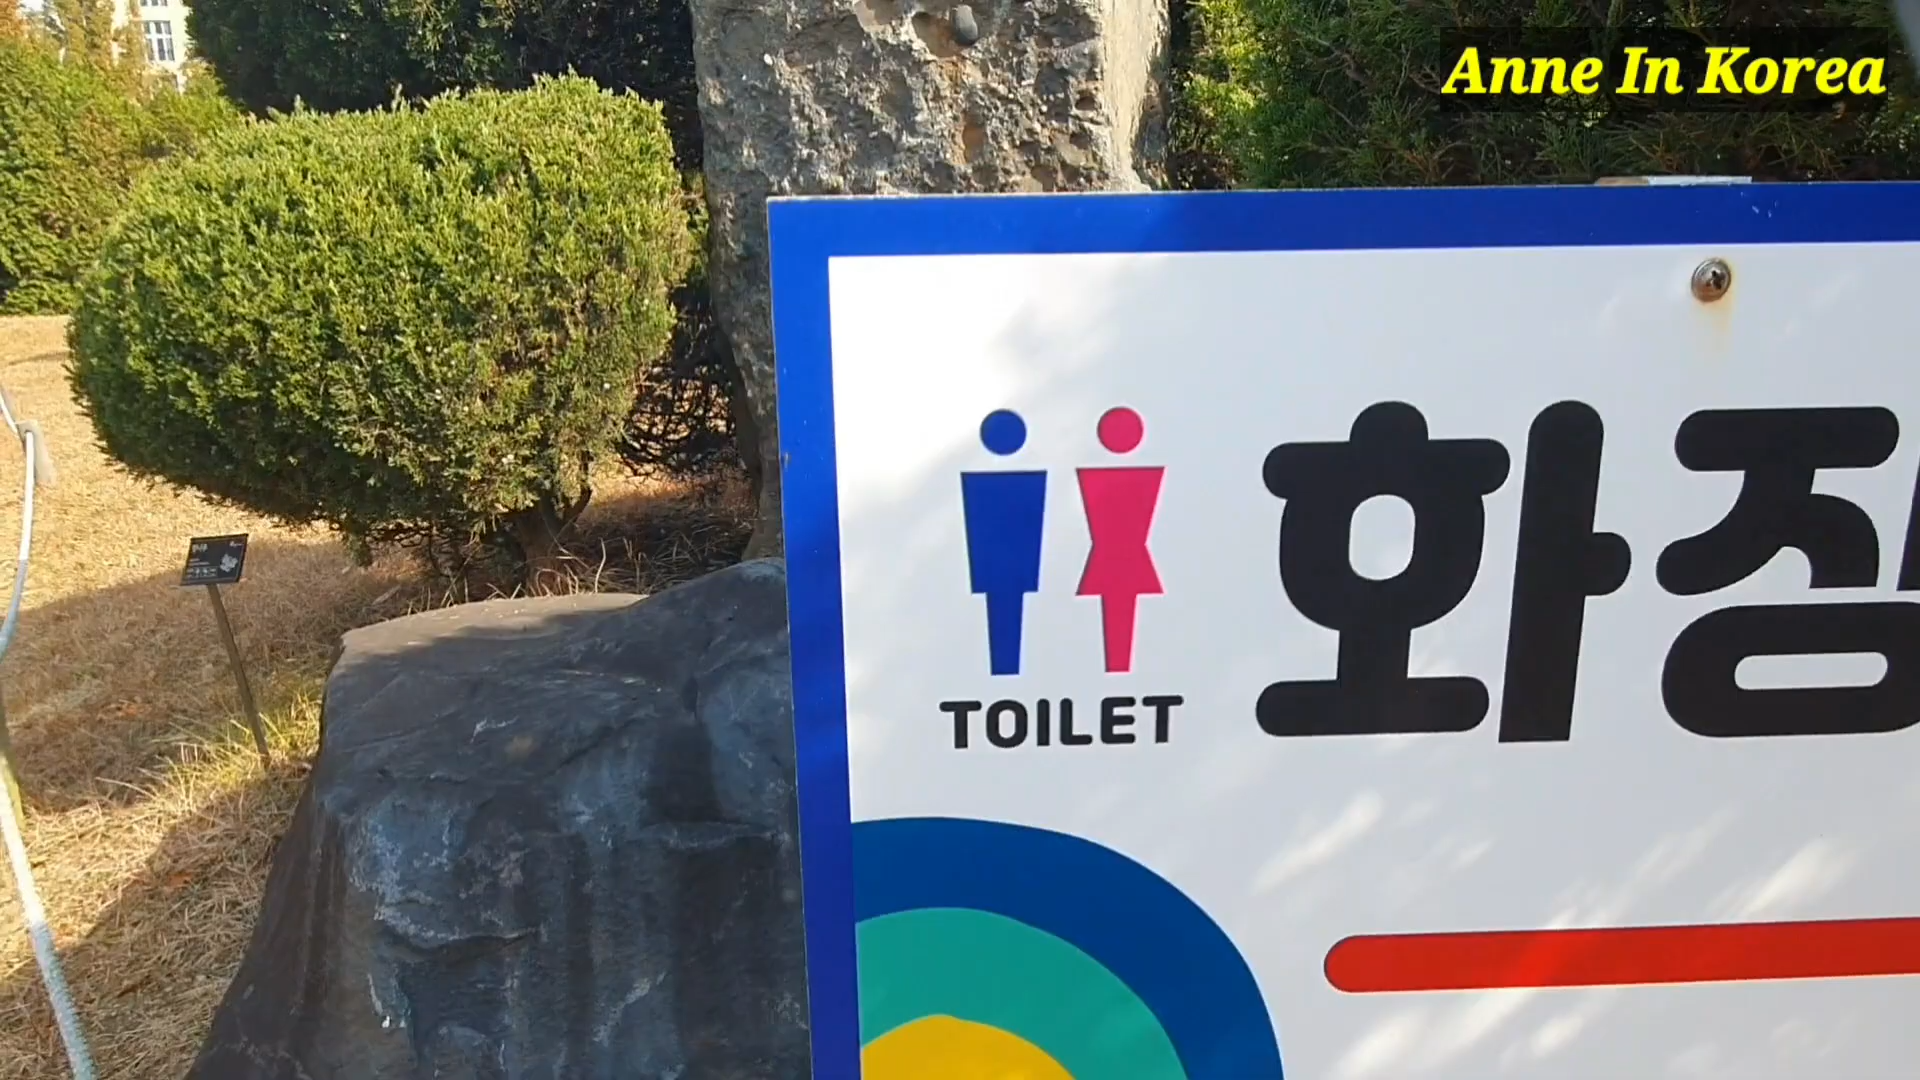 Anne In Korea
화장
TOILET